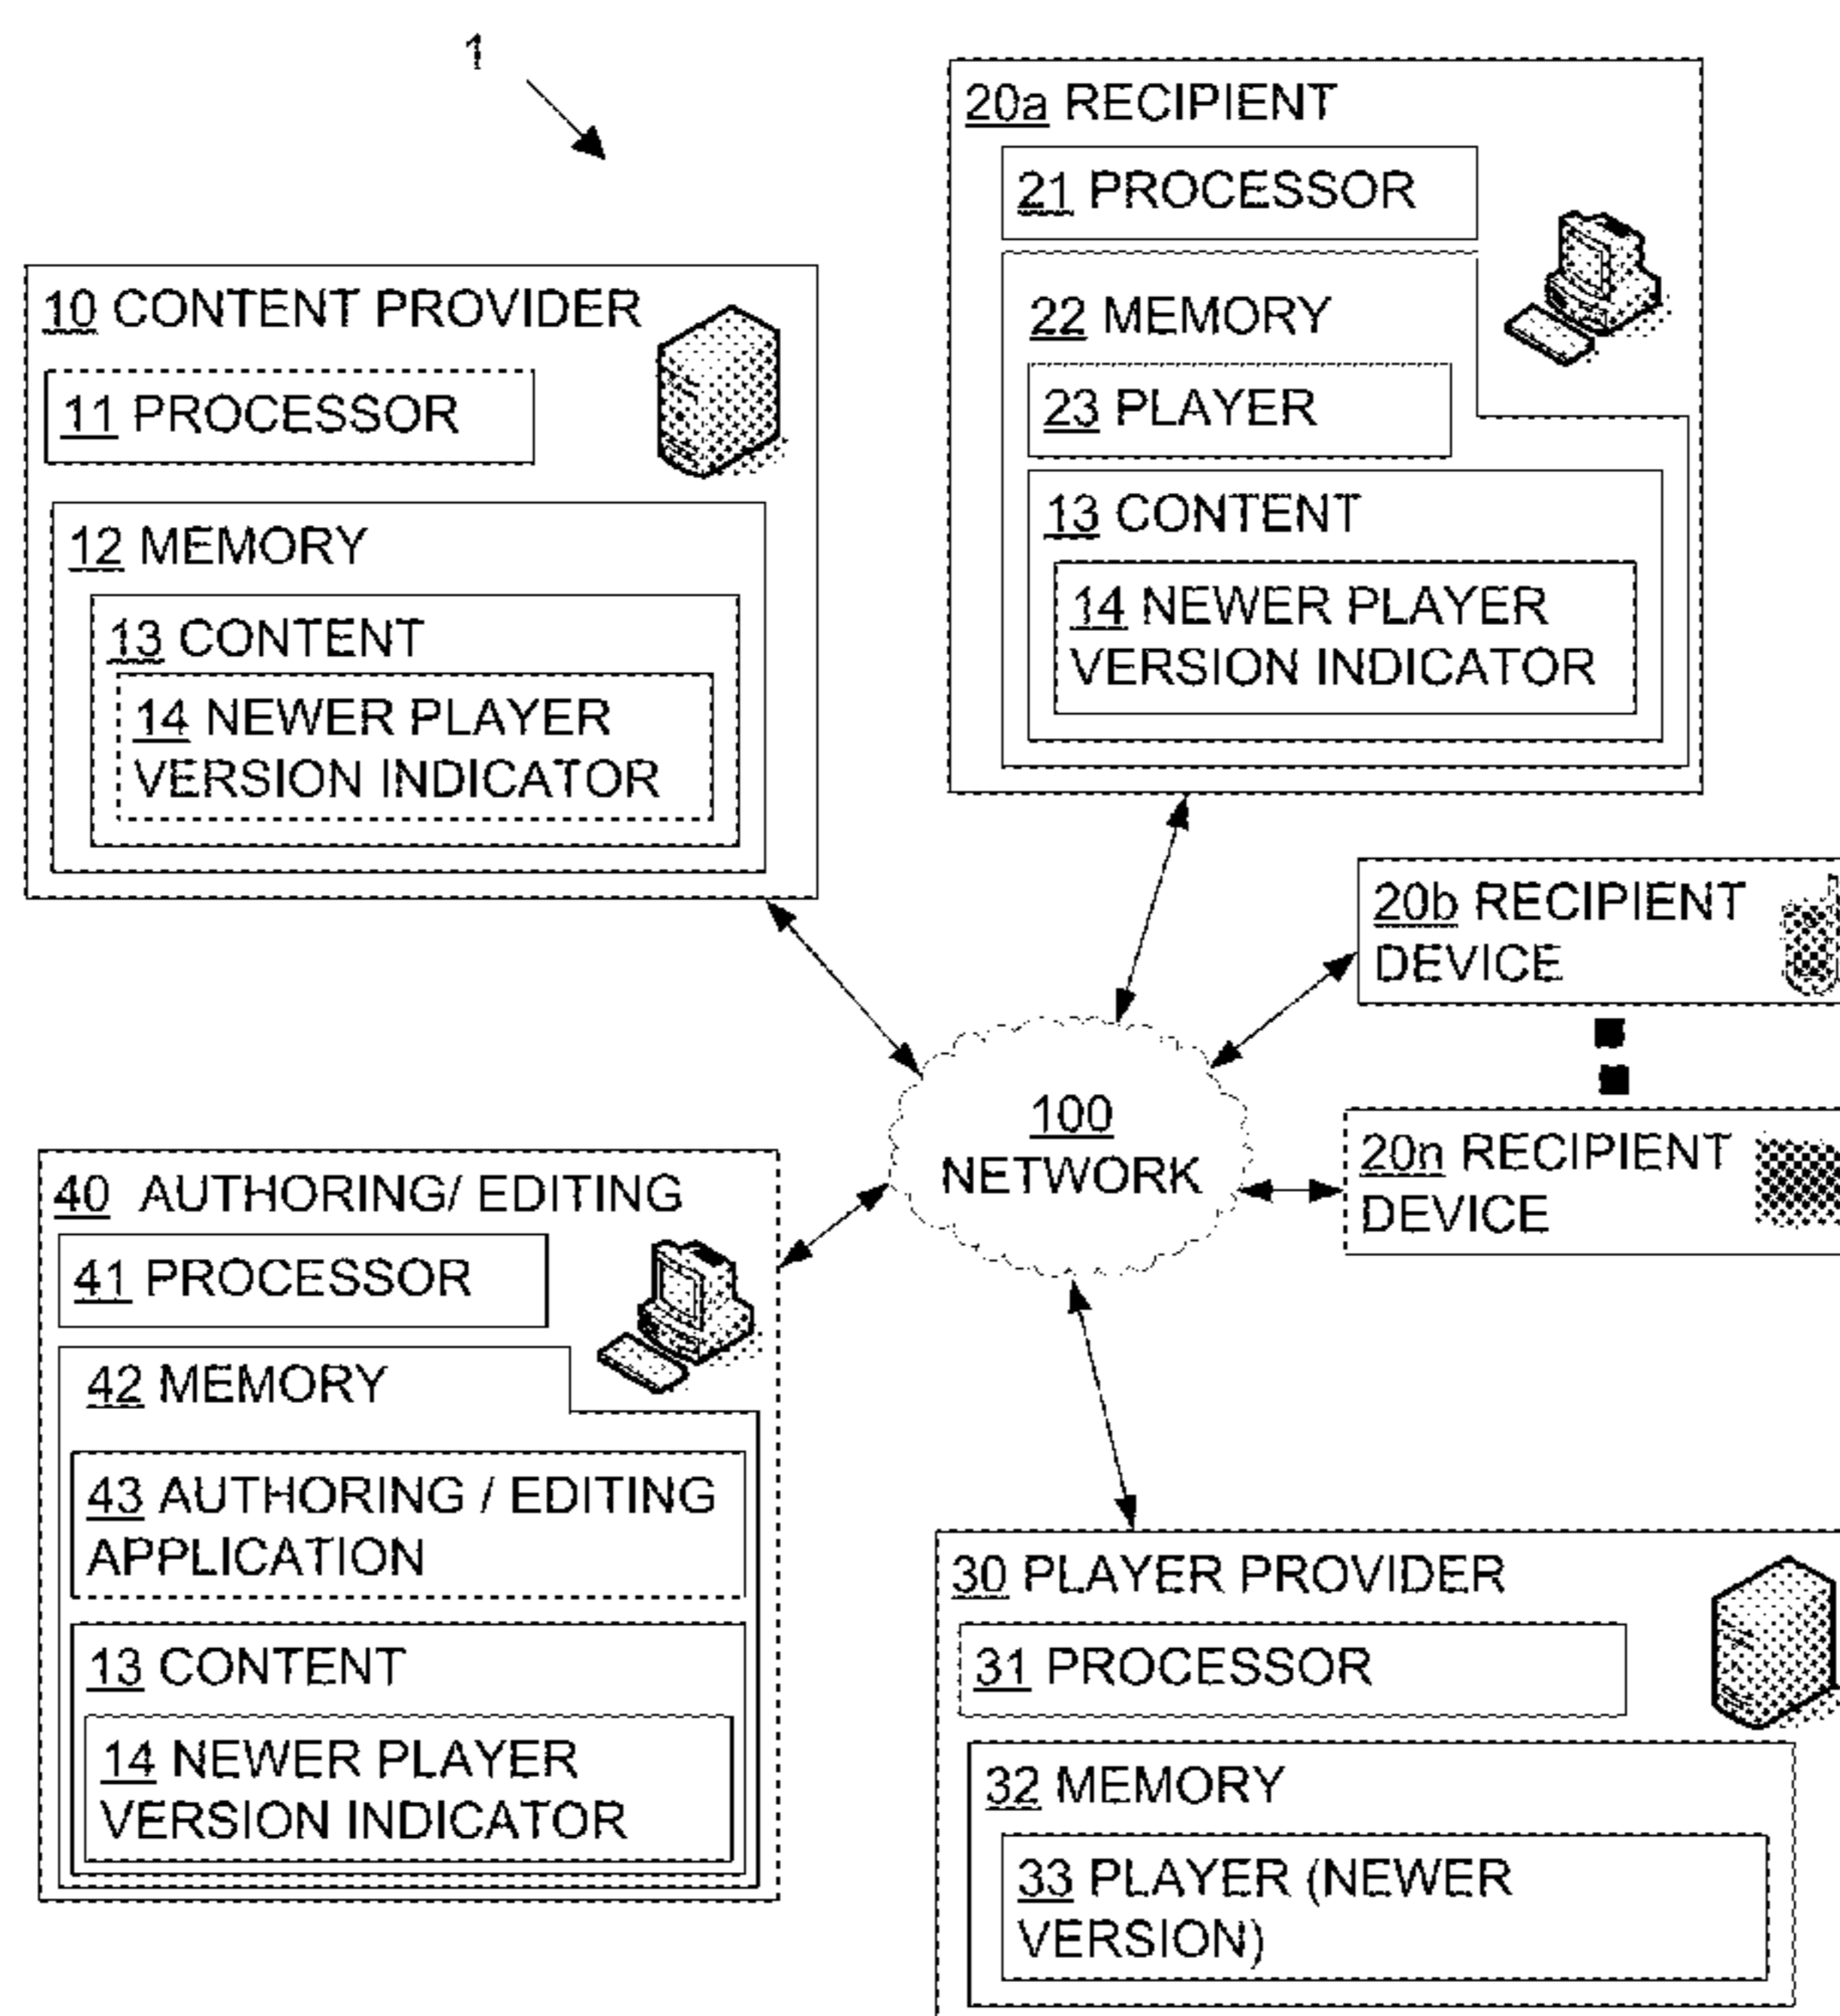 1
20a RECIPIENT
21 PROCESSOR
22 MEMORY
23 PLAYER
13 CONTENT
14 NEWER PLAYER
VERSION INDICATOR
10 CONTENT PROVIDER
11 PROCESSOR
12 MEMORY
13 CONTENT
14 NEWER PLAYER
VERSION INDICATOR
20b RECIPIENT
DEVICE
100
NETWORK
20n RECIPIENT
DEVICE
40 AUTHORING/ EDITING
41 PROCESSOR
42 MEMORY
43 AUTHORING / EDITING
APPLICATION
13 CONTENT
14 NEWER PLAYER
VERSION INDICATOR
30 PLAYER PROVIDER
31 PROCESSOR
32 MEMORY
33 PLAYER (NEWER
VERSION)